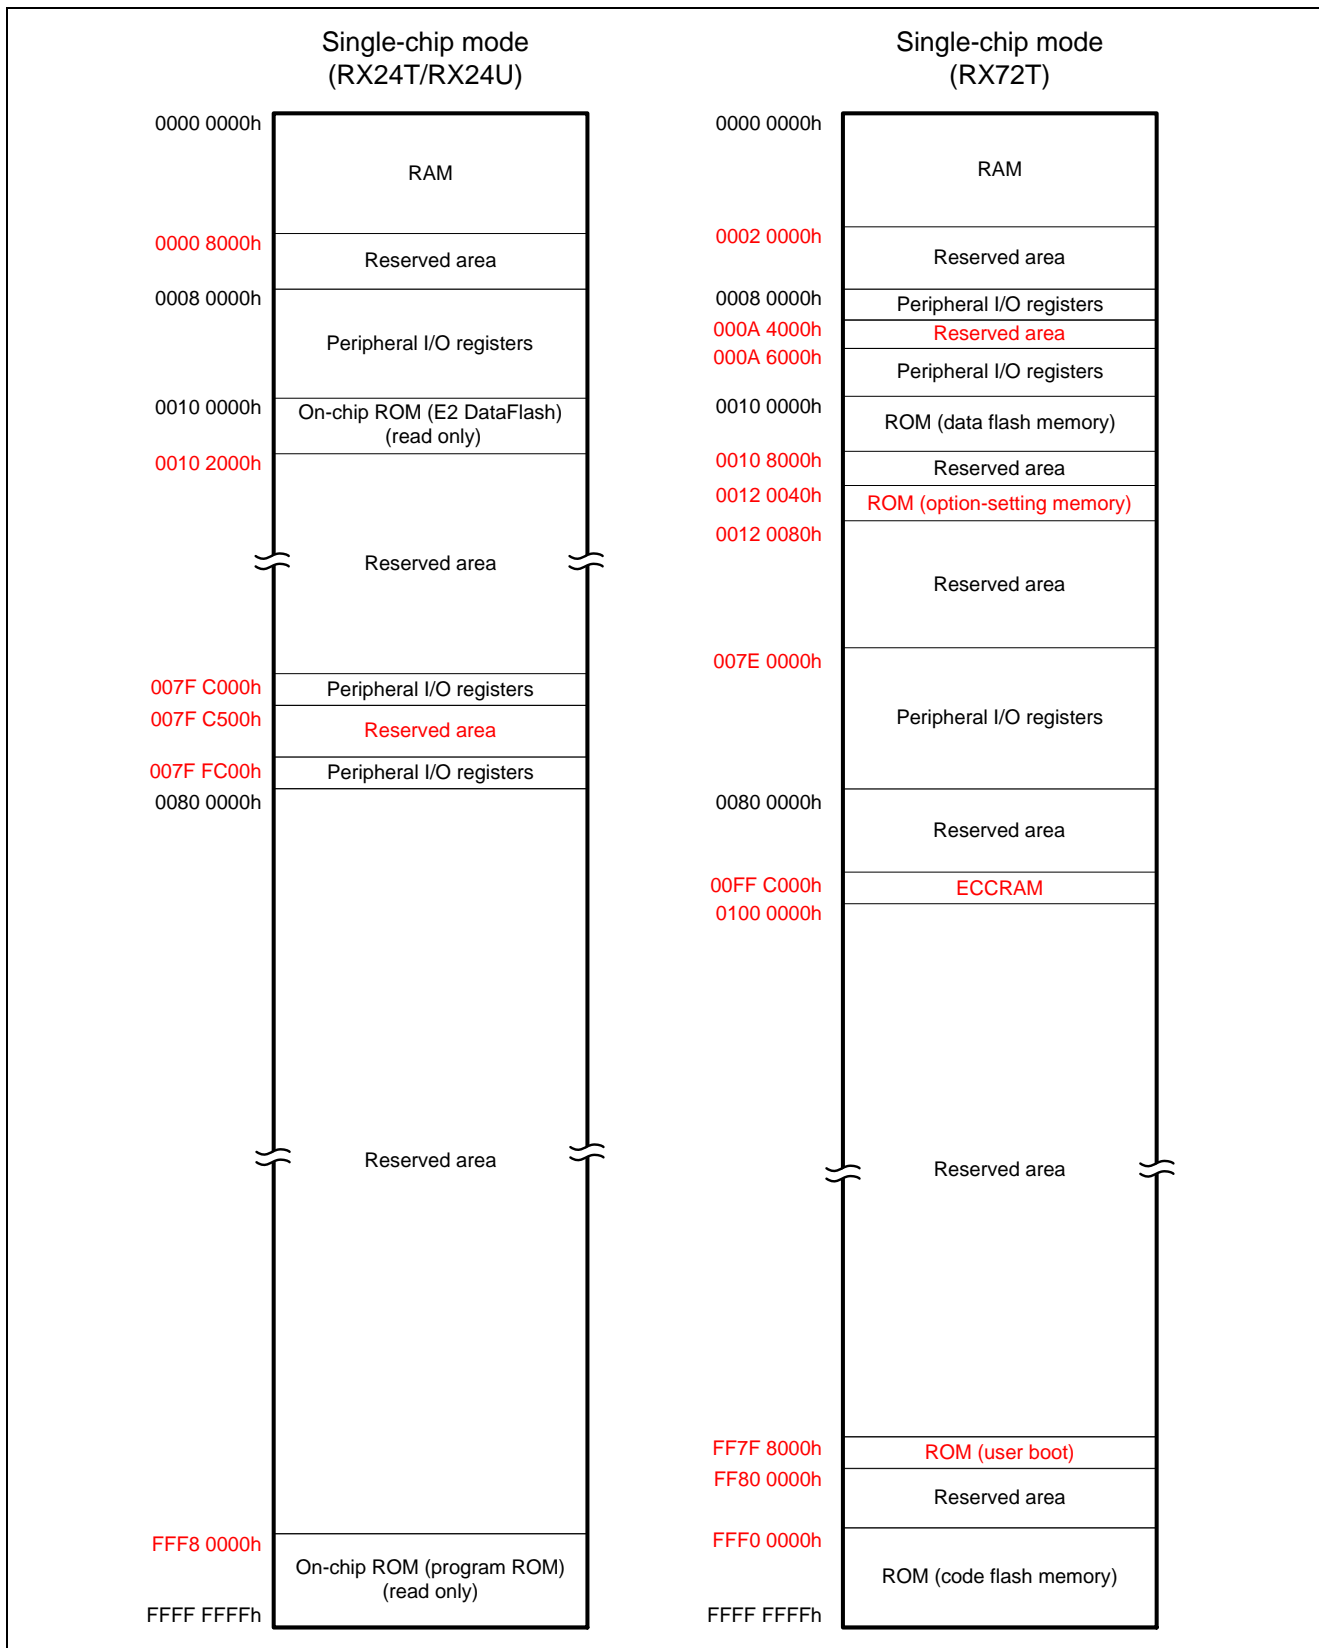 Single-chip mode
(RX24T/RX24U)
0000 0000h
RAM
0000 8000h
Reserved area
0008 0000h
Peripheral I/O registers
0010 0000h
On-chip ROM (E2 DataFlash)
(read only)
0010 2000h
Reserved area
007F C000h
Peripheral I/O registers
007F C500h
Reserved area
007F FC00h
Peripheral I/O registers
0080 0000h
Reserved area
FFF8 0000h
On-chip ROM (program ROM)
(read only)
FFFF FFFFh
Single-chip mode
(RX72T)
0000 0000h
RAM
0002 0000h
Reserved area
0008 0000h
Peripheral I/O registers
000A 4000h
Reserved area
000A 6000h
Peripheral I/O registers
0010 0000h
ROM (data flash memory)
0010 8000h
Reserved area
0012 0040h
ROM (option-setting memory)
0012 0080h
Reserved area
007E 0000h
Peripheral I/O registers
0080 0000h
Reserved area
00FF C000h
ECCRAM
0100 0000h
Reserved area
FF7F 8000h
ROM (user boot)
FF80 0000h
Reserved area
FFF0 0000h
ROM (code flash memory)
FFFF FFFFh